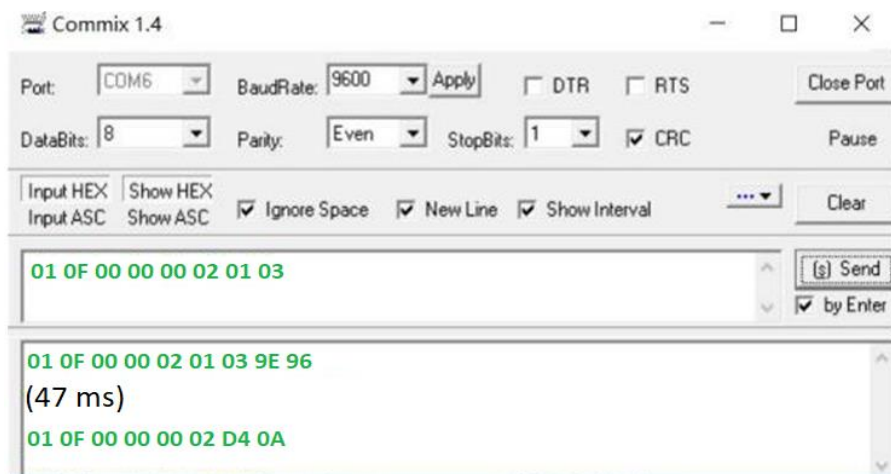 Commix 1.4
Port: COM6 BaudRate: 9600 Apply DTR RTS Close Port
DataBits: 8 Parity: Even StopBits: 1 CRC Pause
Input HEX Show HEX
Input ASC Show ASC
Ignore Space New Line Show Interval ... Clear
01 0F 00 00 00 02 01 03
(s) Send
by Enter
01 0F 00 00 02 01 03 9E 96
(47 ms)
01 0F 00 00 00 02 D4 0A